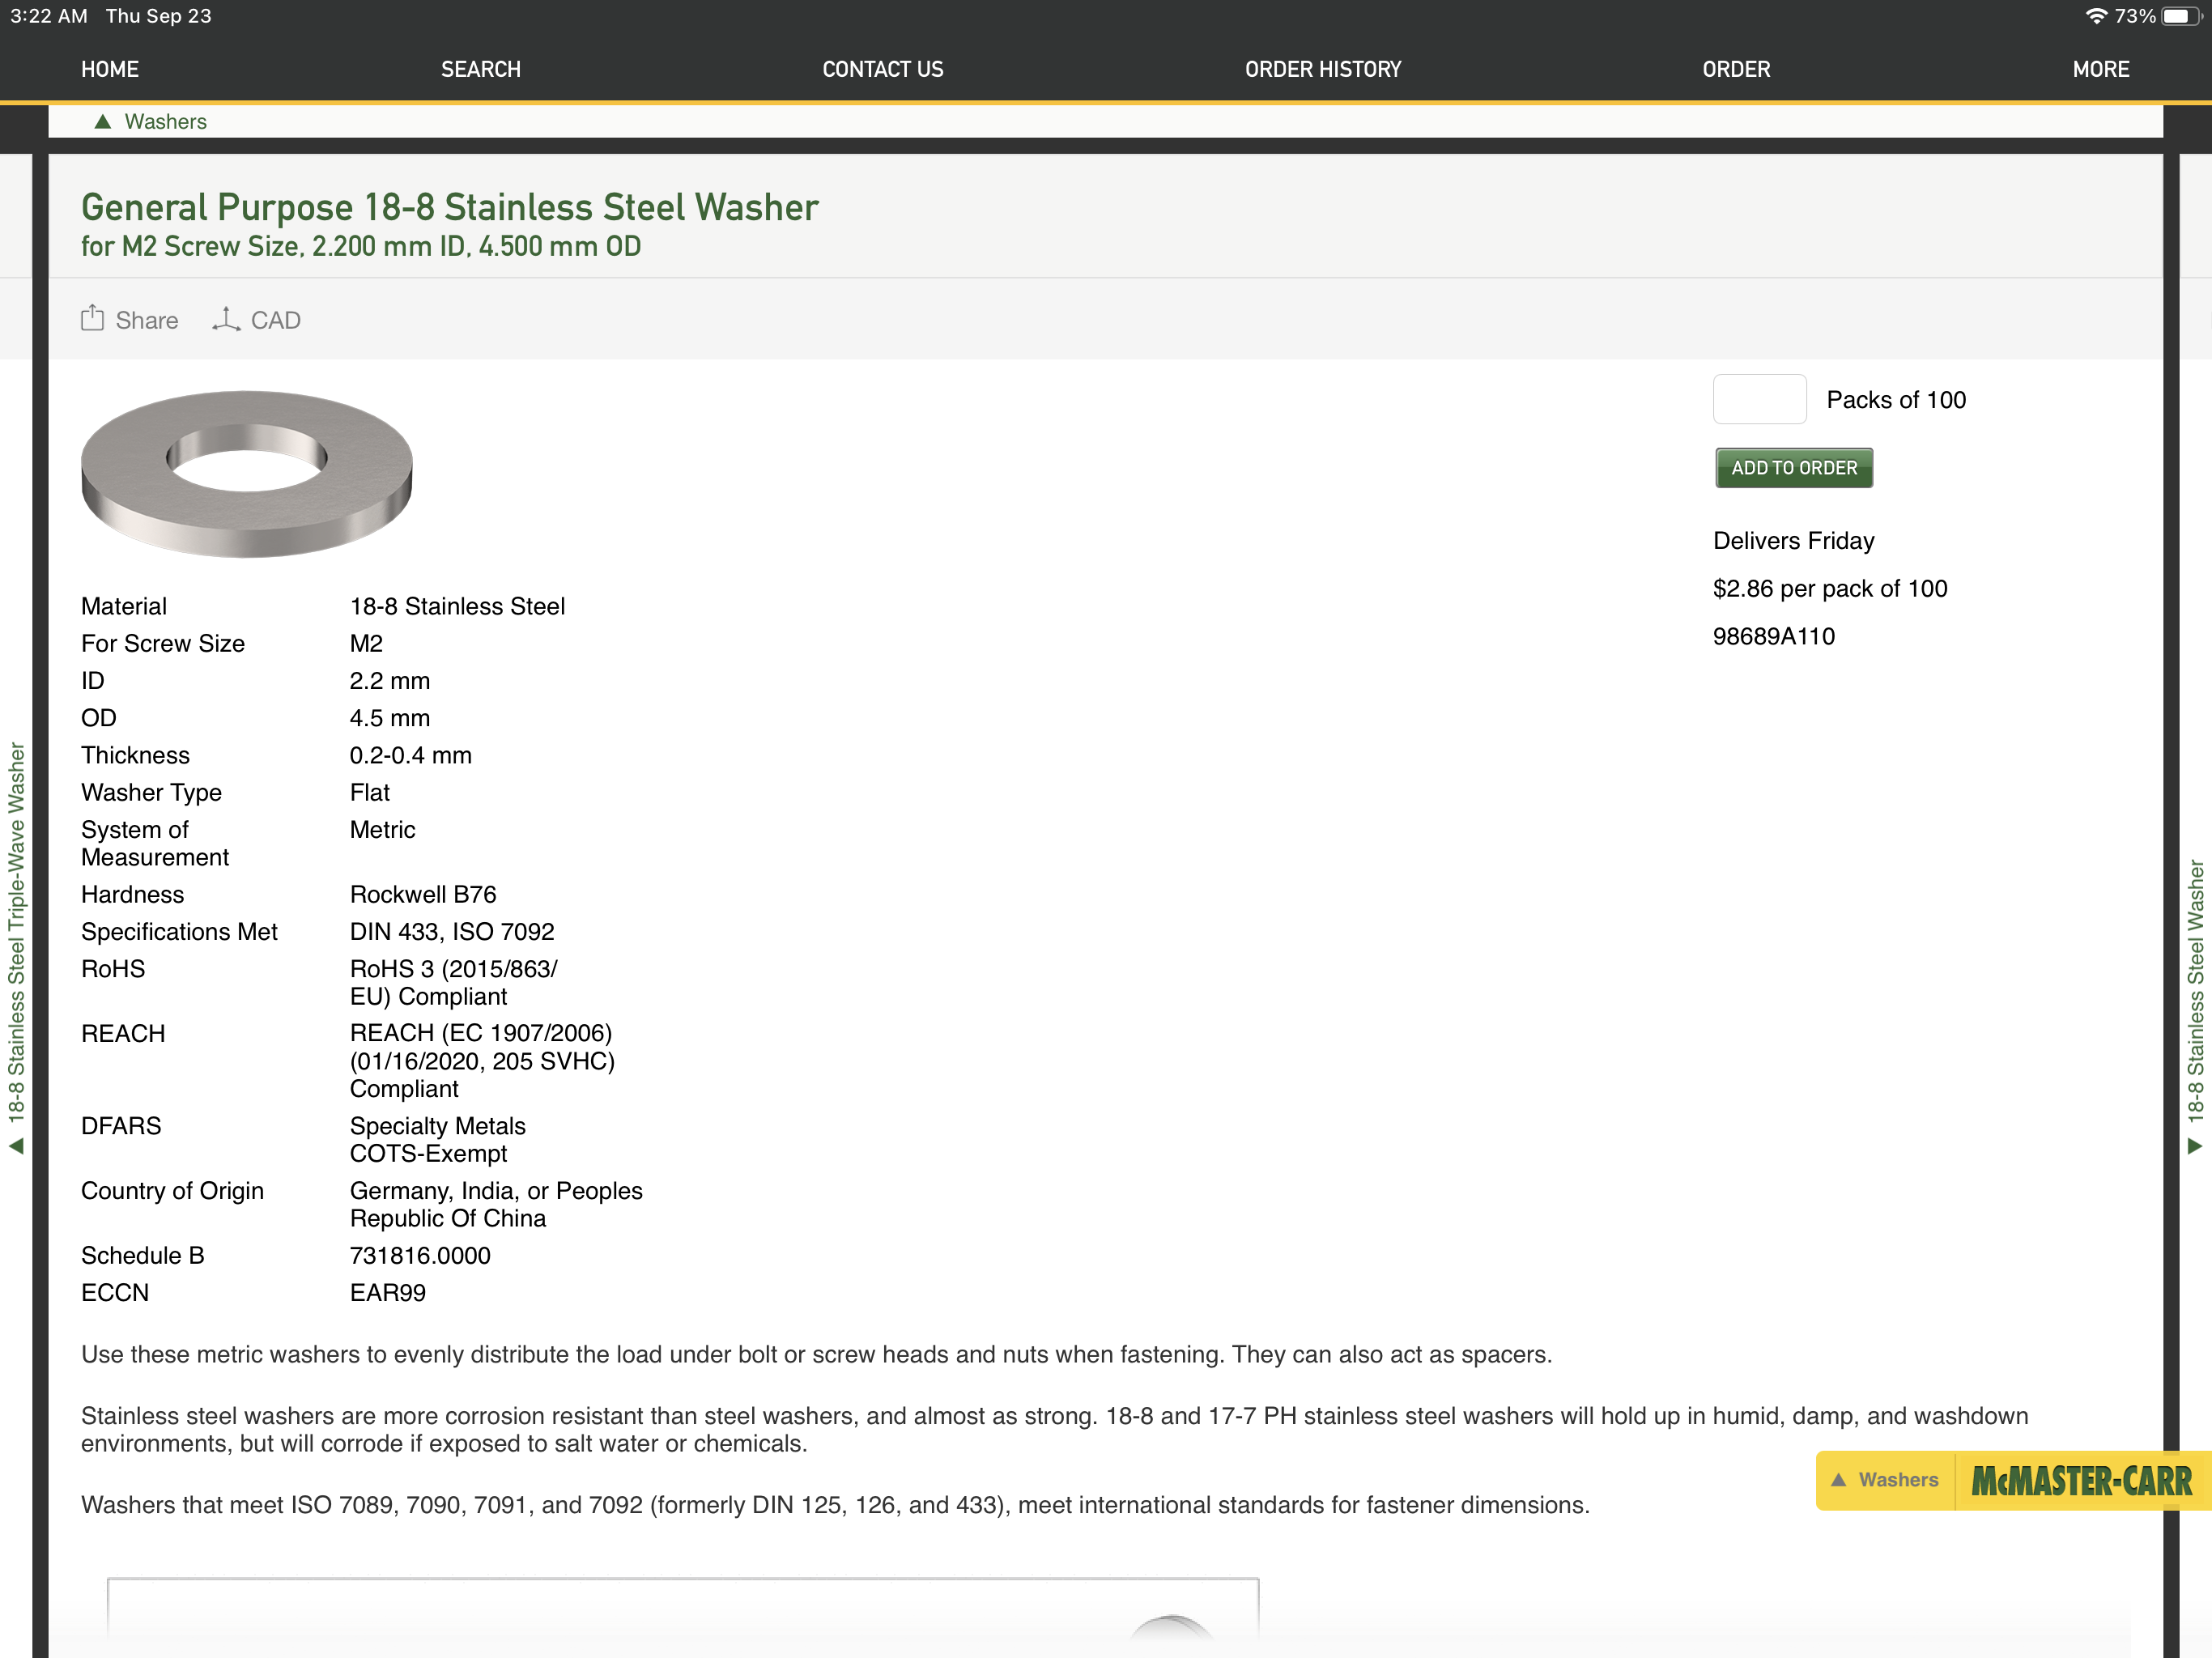 3:22 AM Thu Sep 23
73%
HOME SEARCH CONTACT US ORDER HISTORY ORDER MORE
▲ Washers
General Purpose 18-8 Stainless Steel Washer
for M2 Screw Size, 2.200 mm ID, 4.500 mm OD
Share CAD
Packs of 100
ADD TO ORDER
Delivers Friday
$2.86 per pack of 100
98689A110
Material 18-8 Stainless Steel
For Screw Size M2
ID 2.2 mm
OD 4.5 mm
Thickness 0.2-0.4 mm
Washer Type Flat
System of Metric
Measurement
Hardness Rockwell B76
Specifications Met DIN 433, ISO 7092
RoHS RoHS 3 (2015/863/
EU) Compliant
REACH REACH (EC 1907/2006)
(01/16/2020, 205 SVHC)
Compliant
DFARS Specialty Metals
COTS-Exempt
Country of Origin Germany, India, or Peoples
Republic Of China
Schedule B 731816.0000
ECCN EAR99
Use these metric washers to evenly distribute the load under bolt or screw heads and nuts when fastening. They can also act as spacers.
Stainless steel washers are more corrosion resistant than steel washers, and almost as strong. 18-8 and 17-7 PH stainless steel washers will hold up in humid, damp, and washdown
environments, but will corrode if exposed to salt water or chemicals.
Washers that meet ISO 7089, 7090, 7091, and 7092 (formerly DIN 125, 126, and 433), meet international standards for fastener dimensions.
▲ Washers McMASTER-CARR
18-8 Stainless Steel Triple-Wave Washer
18-8 Stainless Steel Washer